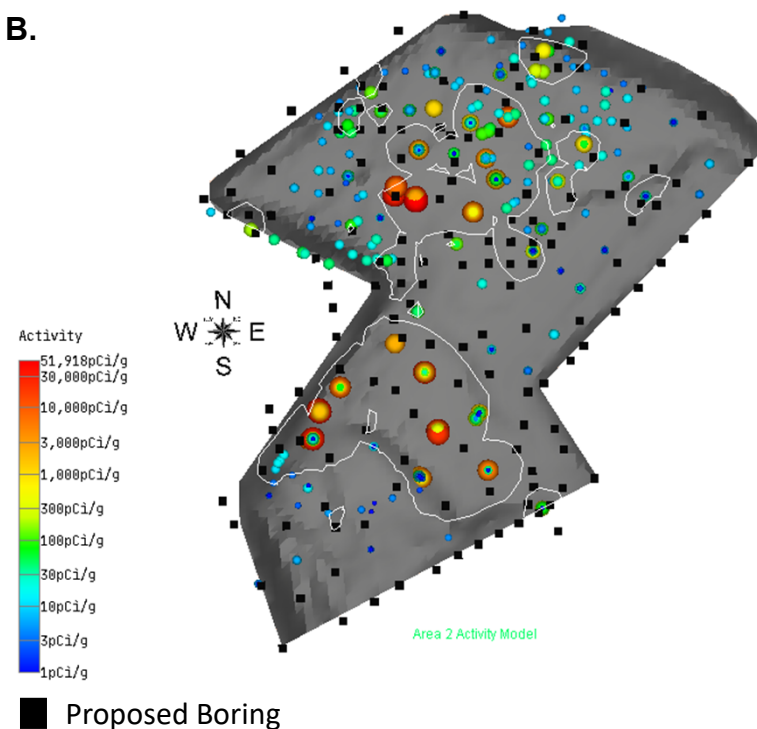 B.
N
W E
S
Activity
51,918pCi/g
30,000pCi/g
10,000pCi/g
3,000pCi/g
1,000pCi/g
300pCi/g
100pCi/g
30pCi/g
10pCi/g
3pCi/g
1pCi/g
Area 2 Activity Model
Proposed Boring